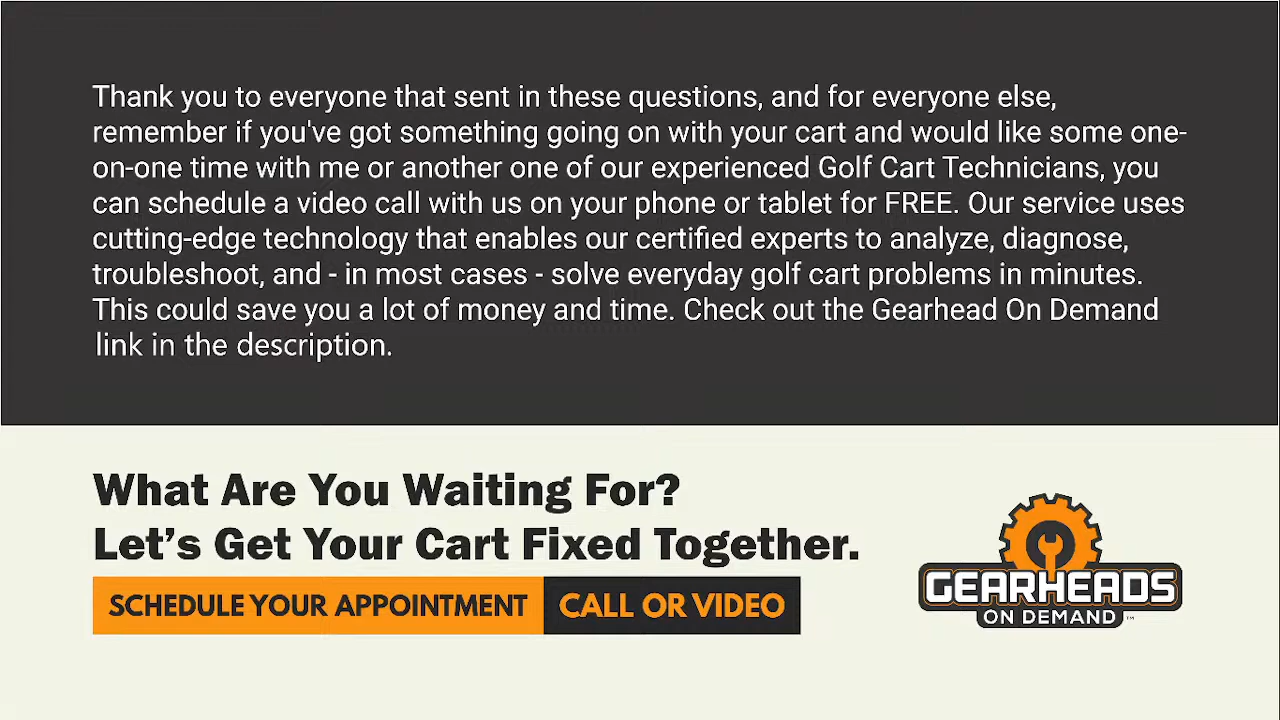 Thank you to everyone that sent in these questions, and for everyone else,
remember if you've got something going on with your cart and would like some one-
on-one time with me or another one of our experienced Golf Cart Technicians, you
can schedule a video call with us on your phone or tablet for FREE. Our service uses
cutting-edge technology that enables our certified experts to analyze, diagnose,
troubleshoot, and - in most cases - solve everyday golf cart problems in minutes.
This could save you a lot of money and time. Check out the Gearhead On Demand
link in the description.
What Are You Waiting For?
Let's Get Your Cart Fixed Together.
SCHEDULE YOUR APPOINTMENT CALL OR VIDEO
GEARHEADS
ON DEMAND™